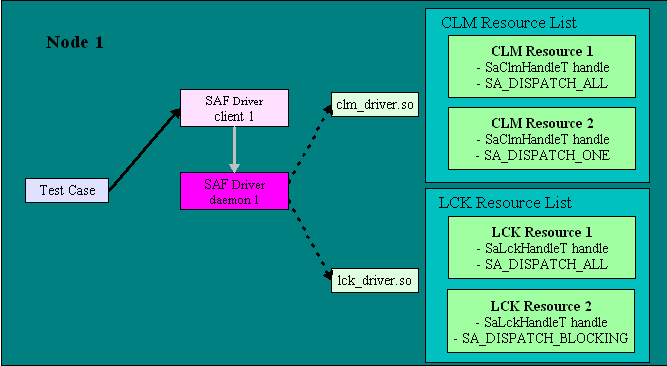 Node 1
Test Case
SAF Driver
client 1
SAF Driver
daemon 1
clm_driver.so
lck_driver.so
CLM Resource List
CLM Resource 1
- SaClmHandleT handle
- SA_DISPATCH_ALL
CLM Resource 2
- SaClmHandleT handle
- SA_DISPATCH_ONE
LCK Resource List
LCK Resource 1
- SaLckHandleT handle
- SA_DISPATCH_ALL
LCK Resource 2
- SaLckHandleT handle
- SA_DISPATCH_BLOCKING